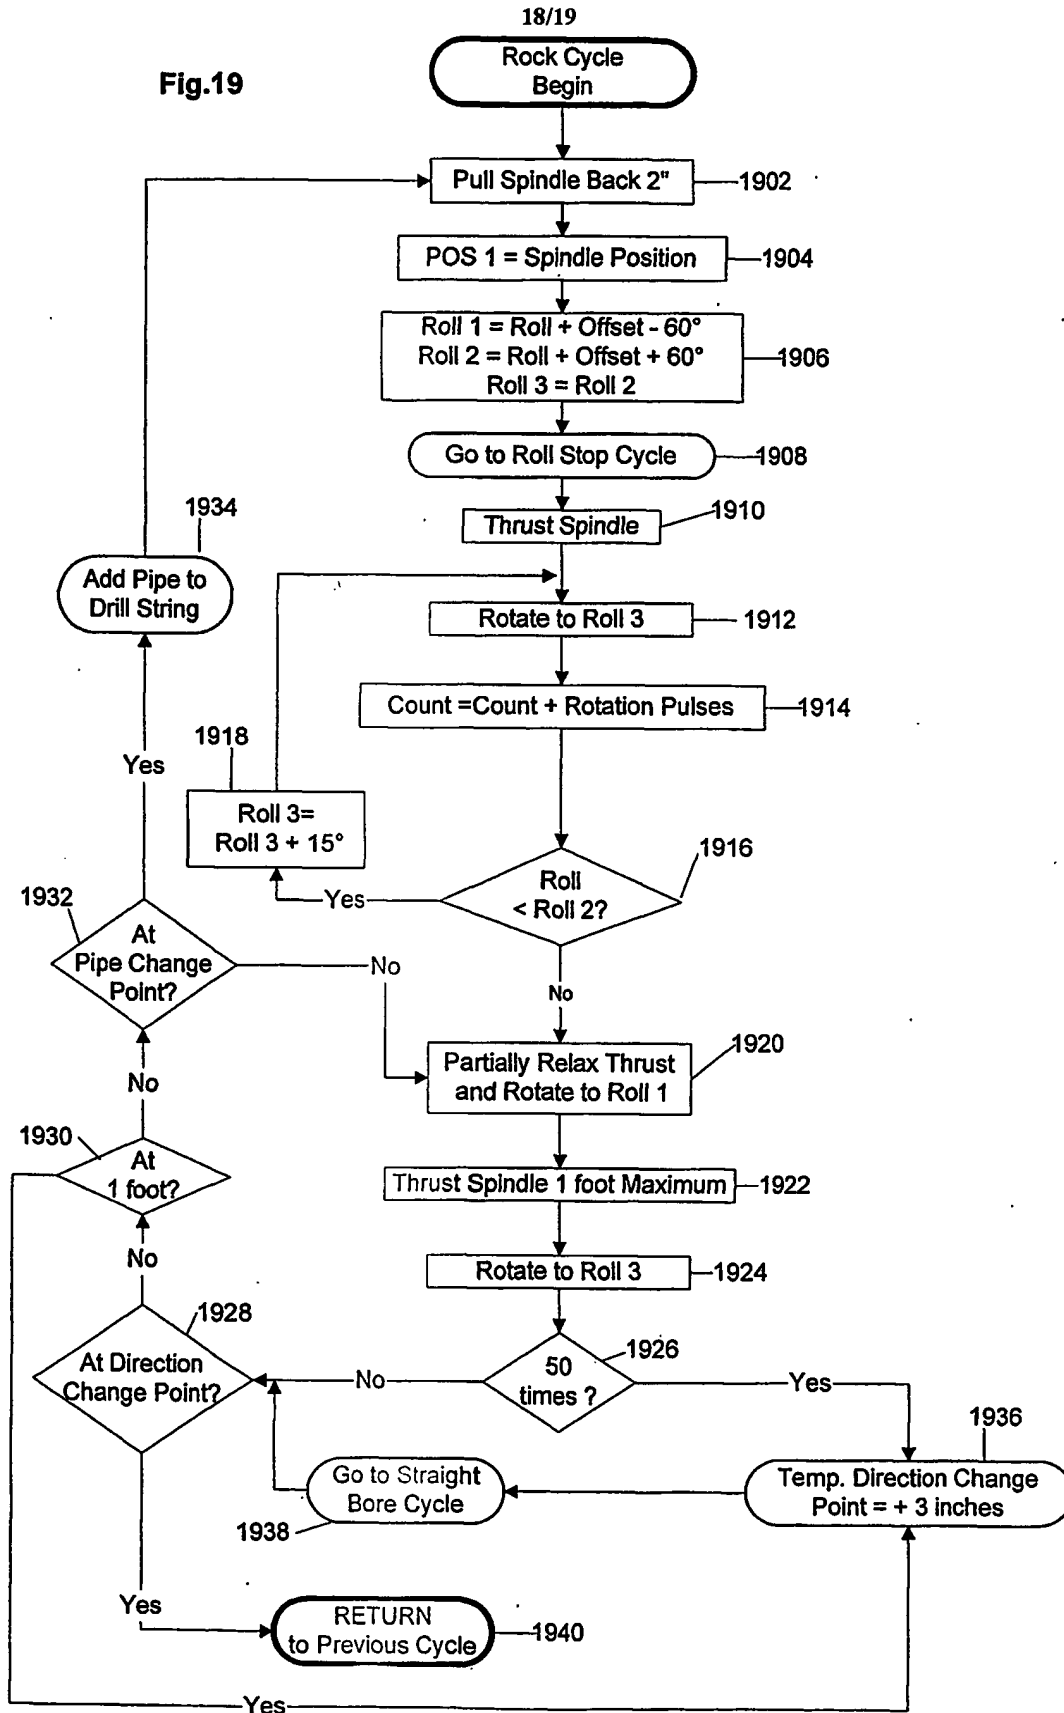 18/19
Fig.19
Rock Cycle
Begin
Pull Spindle Back 2"
1902
POS 1 = Spindle Position
1904
Roll 1 = Roll + Offset - 60°
Roll 2 = Roll + Offset + 60°
Roll 3 = Roll 2
1906
Go to Roll Stop Cycle
1908
Thrust Spindle
1910
1934
Add Pipe to
Drill String
Rotate to Roll 3
1912
Count =Count + Rotation Pulses
1914
1918
Yes
Roll 3=
Roll 3 + 15°
1916
Roll
< Roll 2?
Yes
1932
At
Pipe Change
Point?
No
No
1920
Partially Relax Thrust
and Rotate to Roll 1
No
1930
At
1 foot?
Thrust Spindle 1 foot Maximum
1922
No
Rotate to Roll 3
1924
1928
At Direction
Change Point?
1926
50
times ?
No
Yes
1936
Temp. Direction Change
Point = + 3 inches
Go to Straight
Bore Cycle
1938
Yes
RETURN
to Previous Cycle
1940
Yes